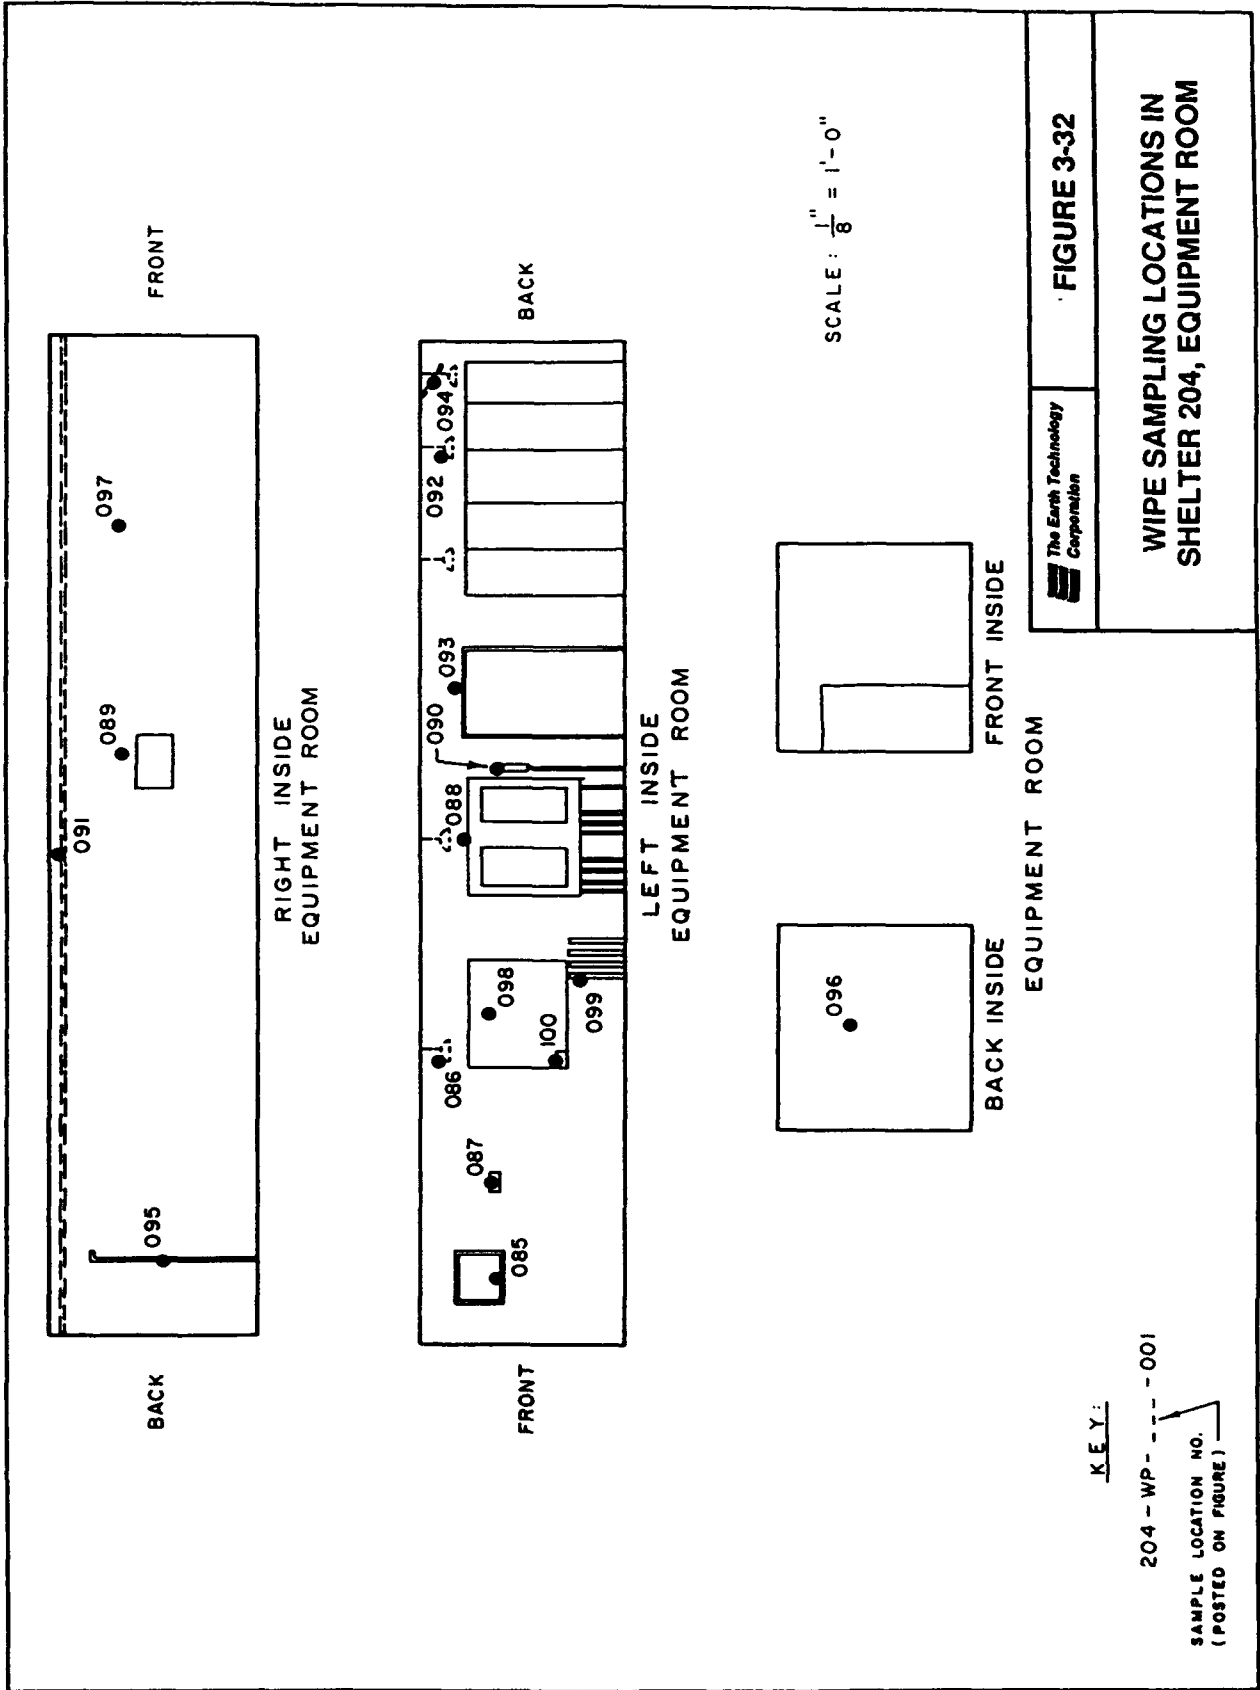 BACK
FRONT
091
089
097
095
RIGHT INSIDE
EQUIPMENT ROOM
FRONT
BACK
085
087
086
098
100
099
088
090
093
092
094
LEFT INSIDE
EQUIPMENT ROOM
096
BACK INSIDE
FRONT INSIDE
EQUIPMENT ROOM
SCALE: 1/8" = 1'-0"
KEY:
204-WP-___-001
SAMPLE LOCATION NO.
(POSTED ON FIGURE)
The Earth Technology
Corporation
FIGURE 3-32
WIPE SAMPLING LOCATIONS IN
SHELTER 204, EQUIPMENT ROOM